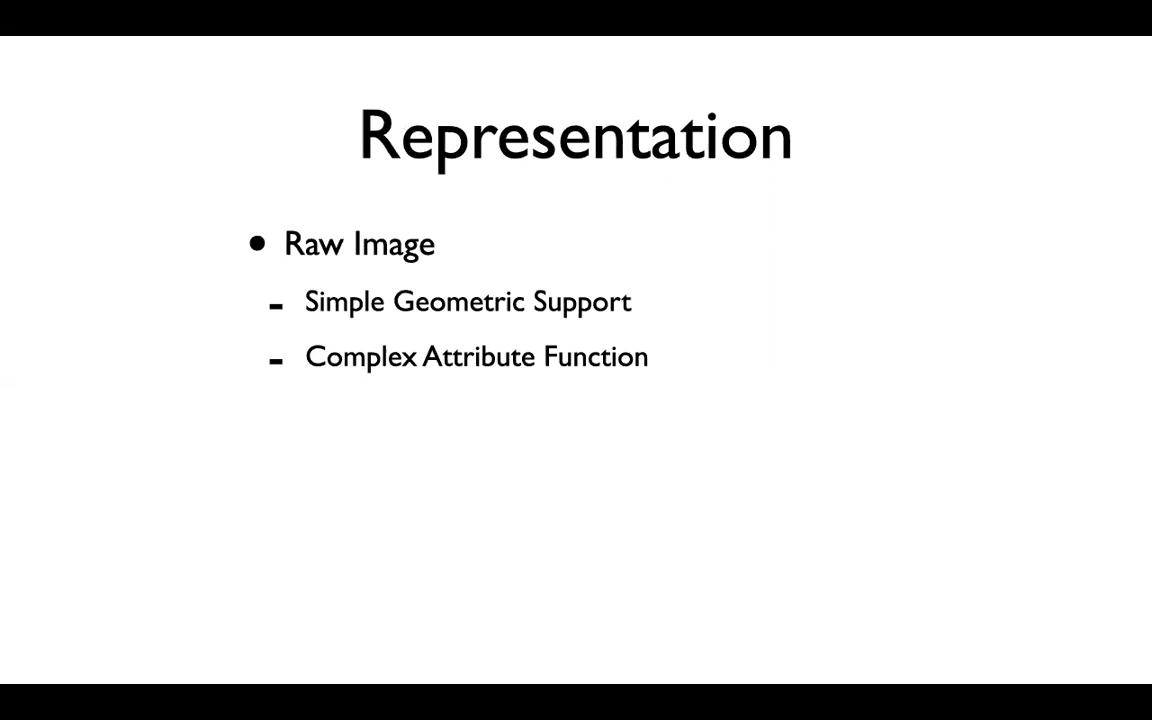 Representation
• Raw Image
- Simple Geometric Support
- Complex Attribute Function